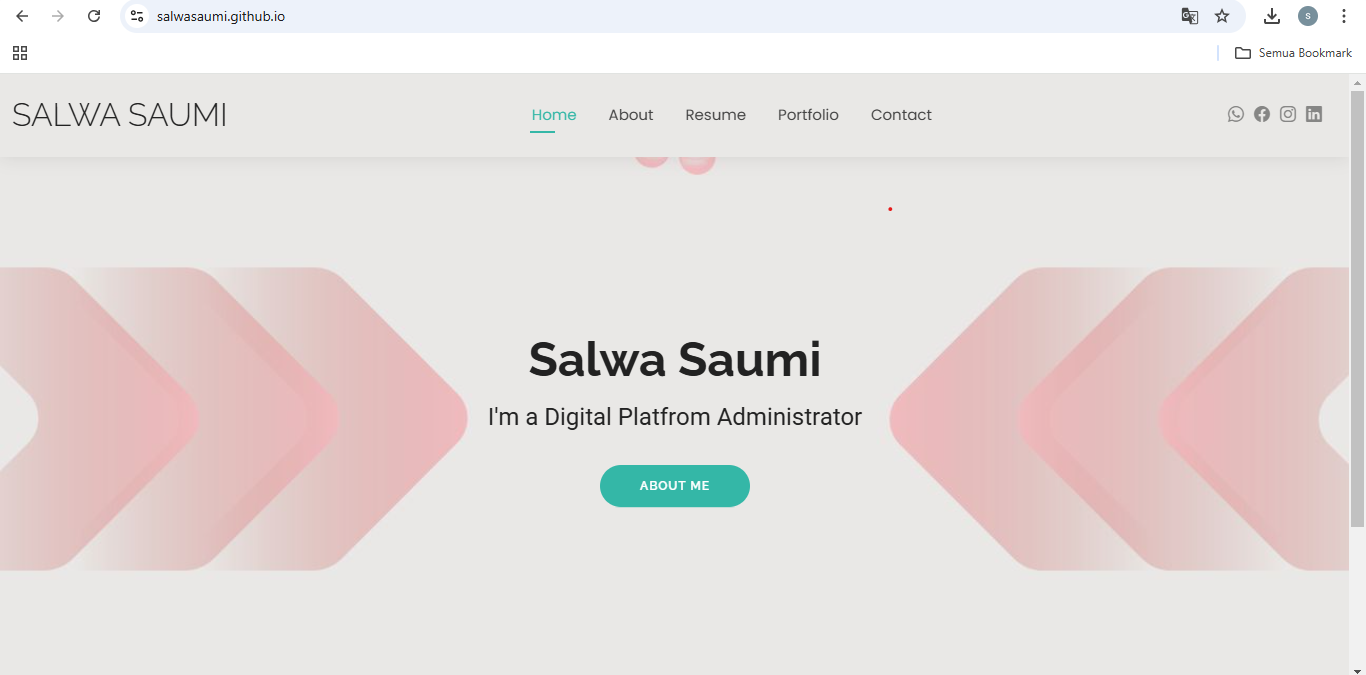 salwasaumi.github.io
S
Semua Bookmark
SALWA SAUMI
Home About Resume Portfolio Contact
Salwa Saumi
I'm a Digital Platfrom Administrator
ABOUT ME